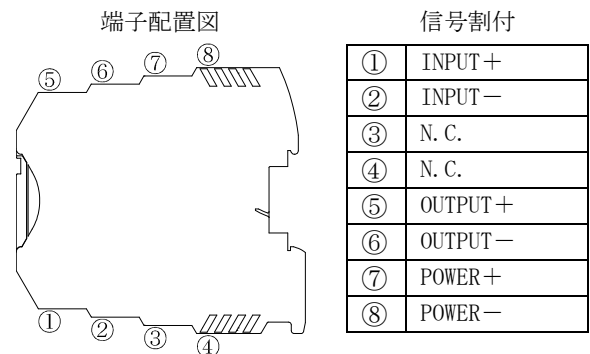 端子配置図
⑤
⑥
⑦
⑧
①
②
③
④
信号割付
① INPUT＋
② INPUT－
③ N.C.
④ N.C.
⑤ OUTPUT＋
⑥ OUTPUT－
⑦ POWER＋
⑧ POWER－